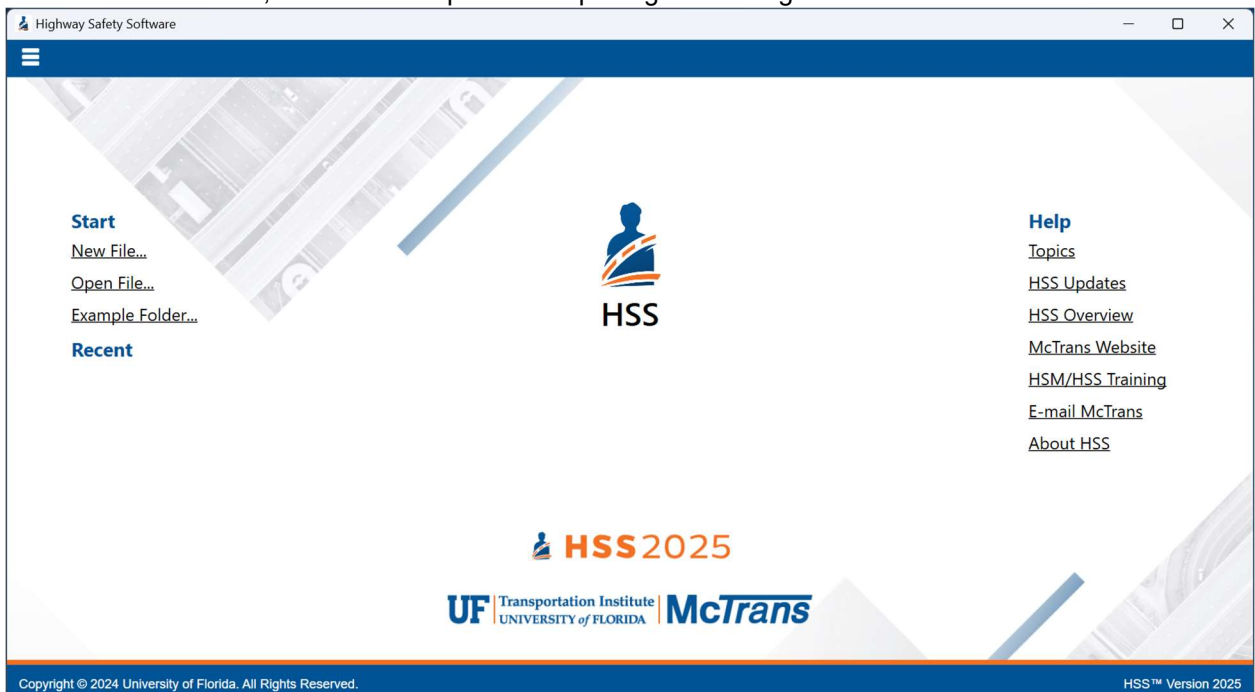 Highway Safety Software
Start
New File...
Open File...
Example Folder...
Recent
HSS
Help
Topics
HSS Updates
HSS Overview
McTrans Website
HSM/HSS Training
E-mail McTrans
About HSS
HSS2025
UF Transportation Institute
UNIVERSITY of FLORIDA
McTrans
Copyright © 2024 University of Florida. All Rights Reserved.
HSS™ Version 2025